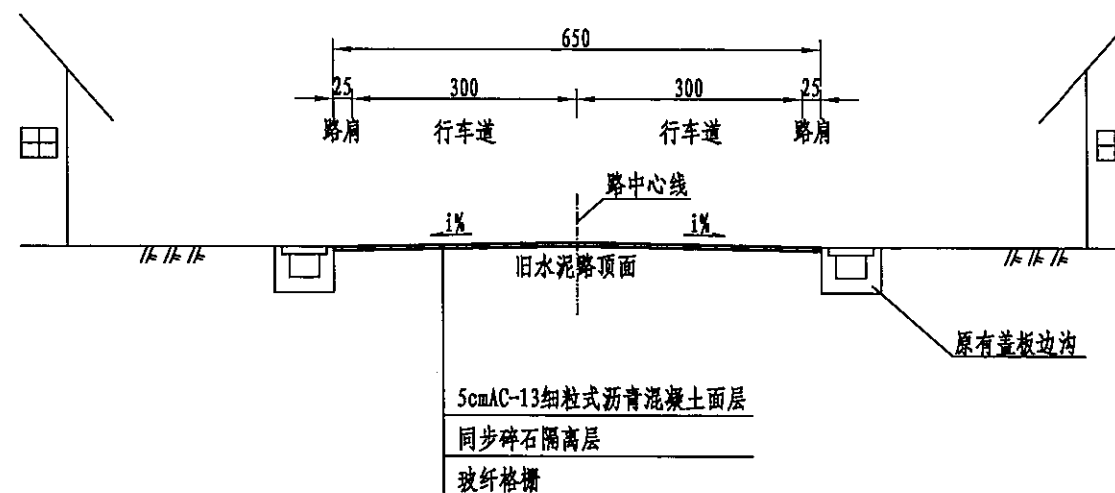 650
25 300 300 25
路肩 行车道 行车道 路肩
路中心线
i% i%
旧水泥路顶面
原有盖板边沟
5cmAC-13细粒式沥青混凝土面层
同步碎石隔离层
玻纤格栅